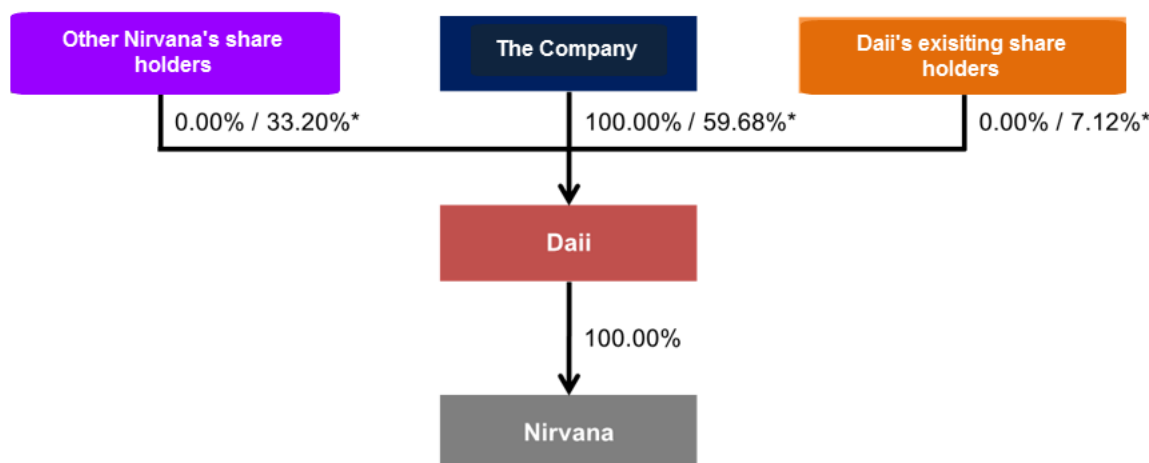 Other Nirvana's share
holders
The Company
Daii's exisiting share
holders
0.00% / 33.20%*
100.00% / 59.68%*
0.00% / 7.12%*
Daii
100.00%
Nirvana